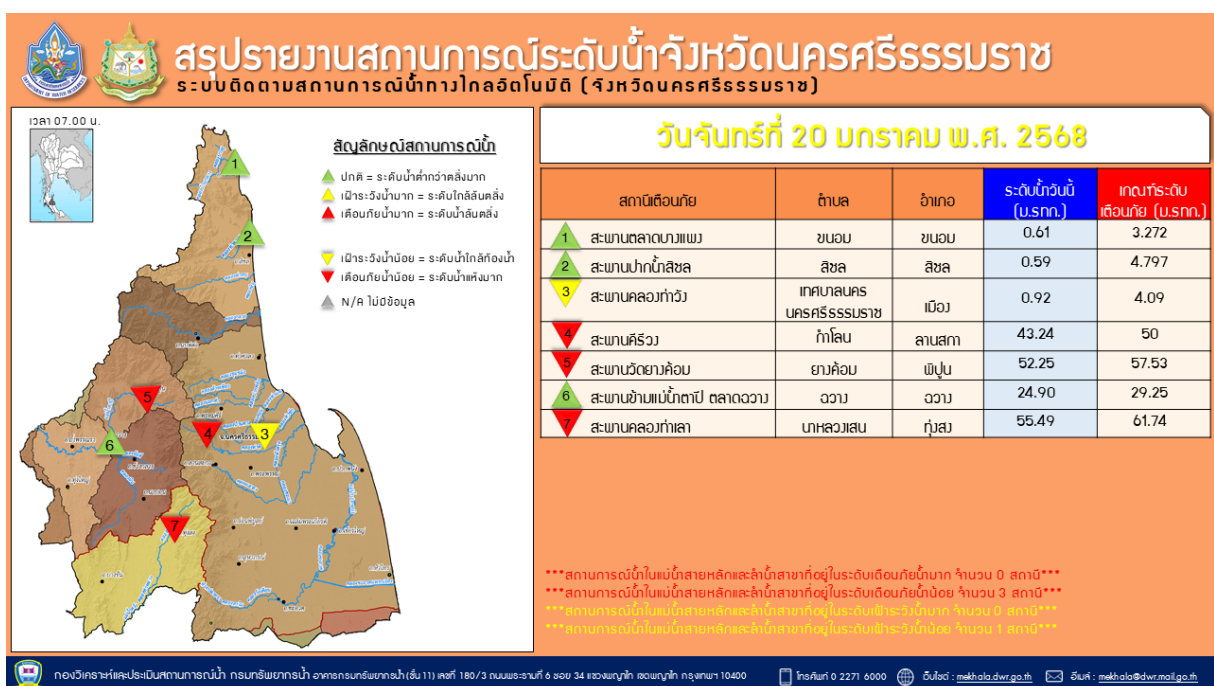 สรุปรายงานสถานการณ์ระดับน้ำจังหวัดนครศรีธรรมราช
ระบบติดตามสถานการณ์น้ำทางไกลอัตโนมัติ (จังหวัดนครศรีธรรมราช)
เวลา 07.00 น.
สัญลักษณ์สถานการณ์น้ำ
ปกติ = ระดับน้ำต่ำกว่าตลิ่งมาก
เฝ้าระวังน้ำมาก = ระดับใกล้ล้นตลิ่ง
เตือนภัยน้ำมาก = ระดับน้ำล้นตลิ่ง
เฝ้าระวังน้ำน้อย = ระดับน้ำใกล้ท้องน้ำ
เตือนภัยน้ำน้อย = ระดับน้ำแห้งมาก
N/A ไม่มีข้อมูล
1
2
5
4 3
6
7
วันจันทร์ที่ 20 มกราคม พ.ศ. 2568
สถานีเตือนภัย ตำบล อำเภอ ระดับน้ำวันนี้ (ม.รทก.) เกณฑ์ระดับเตือนภัย (ม.รทก.)
1 สะพานตลาดบางแพง ขนอม ขนอม 0.61 3.272
2 สะพานปากน้ำสิชล สิชล สิชล 0.59 4.797
3 สะพานคลองท่าวัง เทศบาลนครนครศรีธรรมราช เมือง 0.92 4.09
4 สะพานคีรีวง กำโลน ลานสกา 43.24 50
5 สะพานวัดยางค้อม ยางค้อม พิปูน 52.25 57.53
6 สะพานข้ามแม่น้ำตาปี ตลาดฉวาง ฉวาง ฉวาง 24.90 29.25
7 สะพานคลองท่าเลา นาหลวงเสน ทุ่งสง 55.49 61.74
***สถานการณ์น้ำในแม่น้ำสายหลักและลำน้ำสาขาที่อยู่ในระดับเตือนภัยน้ำมาก จำนวน 0 สถานี***
***สถานการณ์น้ำในแม่น้ำสายหลักและลำน้ำสาขาที่อยู่ในระดับเตือนภัยน้ำน้อย จำนวน 3 สถานี***
***สถานการณ์น้ำในแม่น้ำสายหลักและลำน้ำสาขาที่อยู่ในระดับเฝ้าระวังน้ำมาก จำนวน 0 สถานี***
***สถานการณ์น้ำในแม่น้ำสายหลักและลำน้ำสาขาที่อยู่ในระดับเฝ้าระวังน้ำน้อย จำนวน 1 สถานี***
กองวิเคราะห์และประเมินสถานการณ์น้ำ กรมทรัพยากรน้ำ อาคารกรมทรัพยากรน้ำ (ชั้น 11) เลขที่ 180/3 ถนนพระรามที่ 6 ซอย 34 แขวงพญาไท เขตพญาไท กรุงเทพฯ 10400 โทรศัพท์ 0 2271 6000 เว็บไซต์ : mekhala.dwr.go.th อีเมล์ : mekhala@dwr.mail.go.th